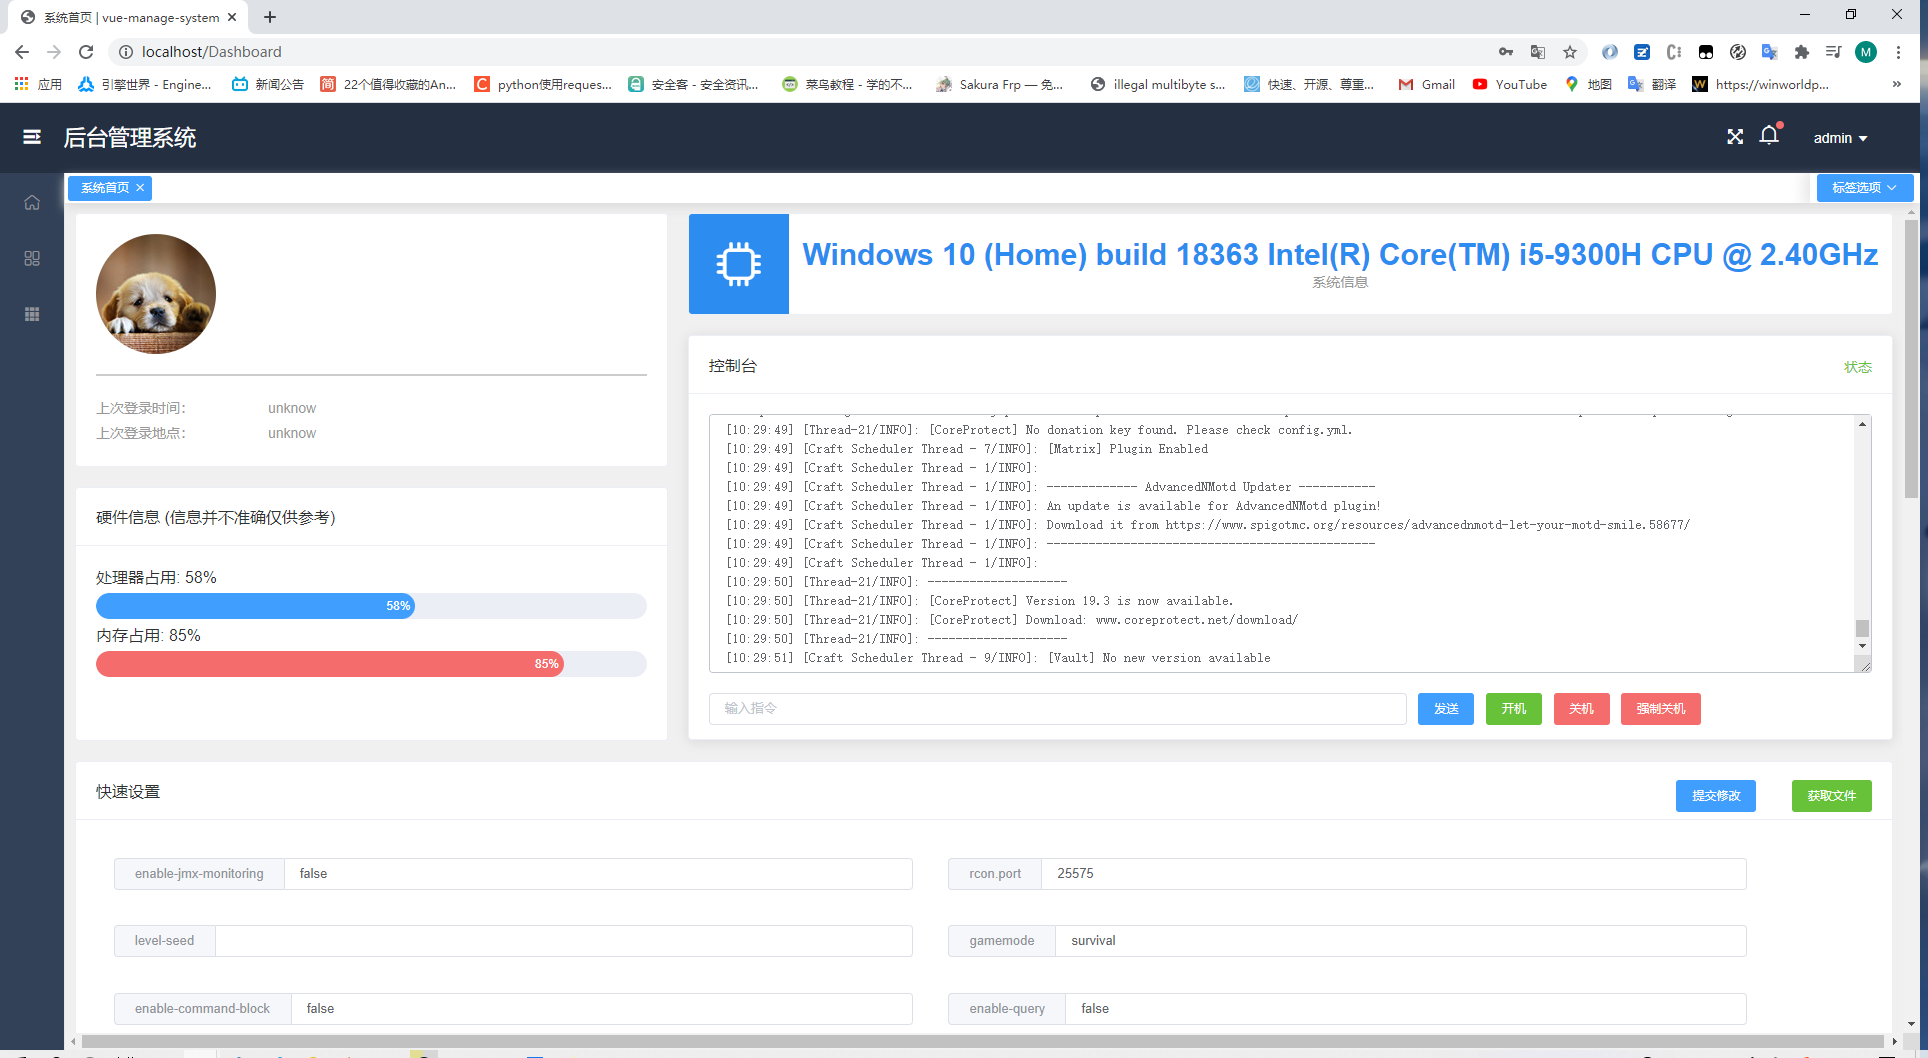 系统首页 | vue-manage-system
localhost/Dashboard
M
应用
引擎世界 - Engine...
新闻公告
简
22个值得收藏的An...
C
python使用reques...
安全客 - 安全资讯...
菜鸟教程 - 学的不...
Sakura Frp — 免...
illegal multibyte s...
快速、开源、尊重...
Gmail
YouTube
地图
翻译
https://winworldp...
后台管理系统
admin
系统首页
标签选项
Windows 10 (Home) build 18363 Intel(R) Core(TM) i5-9300H CPU @ 2.40GHz
系统信息
上次登录时间：
unknow
上次登录地点：
unknow
硬件信息 (信息并不准确仅供参考)
处理器占用: 58%
58%
内存占用: 85%
85%
控制台
状态
[10:29:49] [Thread-21/INFO]: [CoreProtect] No donation key found. Please check config.yml.
[10:29:49] [Craft Scheduler Thread - 7/INFO]: [Matrix] Plugin Enabled
[10:29:49] [Craft Scheduler Thread - 1/INFO]:
[10:29:49] [Craft Scheduler Thread - 1/INFO]: ------------- AdvancedNMotd Updater -----------
[10:29:49] [Craft Scheduler Thread - 1/INFO]: An update is available for AdvancedNMotd plugin!
[10:29:49] [Craft Scheduler Thread - 1/INFO]: Download it from https://www.spigotmc.org/resources/advancednmotd-let-your-motd-smile.58677/
[10:29:49] [Craft Scheduler Thread - 1/INFO]: -----------------------------------------------
[10:29:49] [Craft Scheduler Thread - 1/INFO]:
[10:29:50] [Thread-21/INFO]: --------------------
[10:29:50] [Thread-21/INFO]: [CoreProtect] Version 19.3 is now available.
[10:29:50] [Thread-21/INFO]: [CoreProtect] Download: www.coreprotect.net/download/
[10:29:50] [Thread-21/INFO]: --------------------
[10:29:51] [Craft Scheduler Thread - 9/INFO]: [Vault] No new version available
输入指令
发送
开机
关机
强制关机
快速设置
提交修改
获取文件
enable-jmx-monitoring
false
rcon.port
25575
level-seed
gamemode
survival
enable-command-block
false
enable-query
false